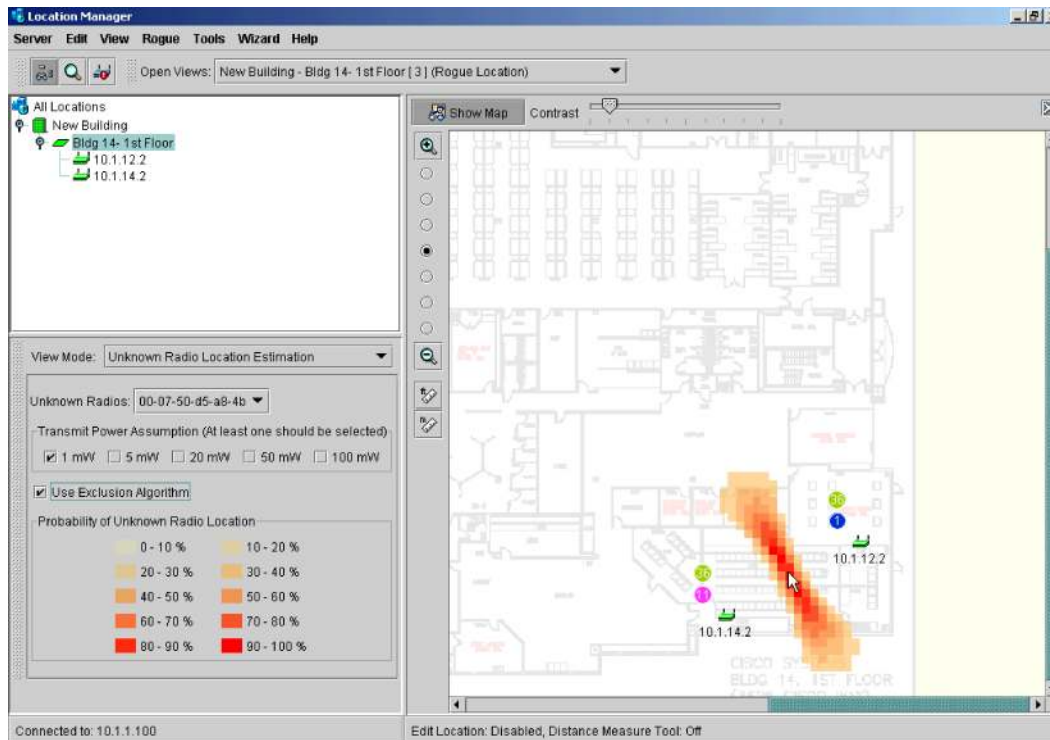 Location Manager
Server Edit View Rogue Tools Wizard Help
Open Views: New Building - Bldg 14- 1st Floor [ 3 ] (Rogue Location)
All Locations
New Building
Bldg 14- 1st Floor
10.1.12.2
10.1.14.2
View Mode: Unknown Radio Location Estimation
Unknown Radios: 00-07-50-d5-a8-4b
Transmit Power Assumption (At least one should be selected)
1 mW 5 mW 20 mW 50 mW 100 mW
Use Exclusion Algorithm
Probability of Unknown Radio Location
0 - 10 % 10 - 20 %
20 - 30 % 30 - 40 %
40 - 50 % 50 - 60 %
60 - 70 % 70 - 80 %
80 - 90 % 90 - 100 %
Connected to: 10.1.1.100
Show Map Contrast
36
1
10.1.12.2
36
11
10.1.14.2
CISCO
BLDG 14, 1ST FLOOR
Edit Location: Disabled, Distance Measure Tool: Off